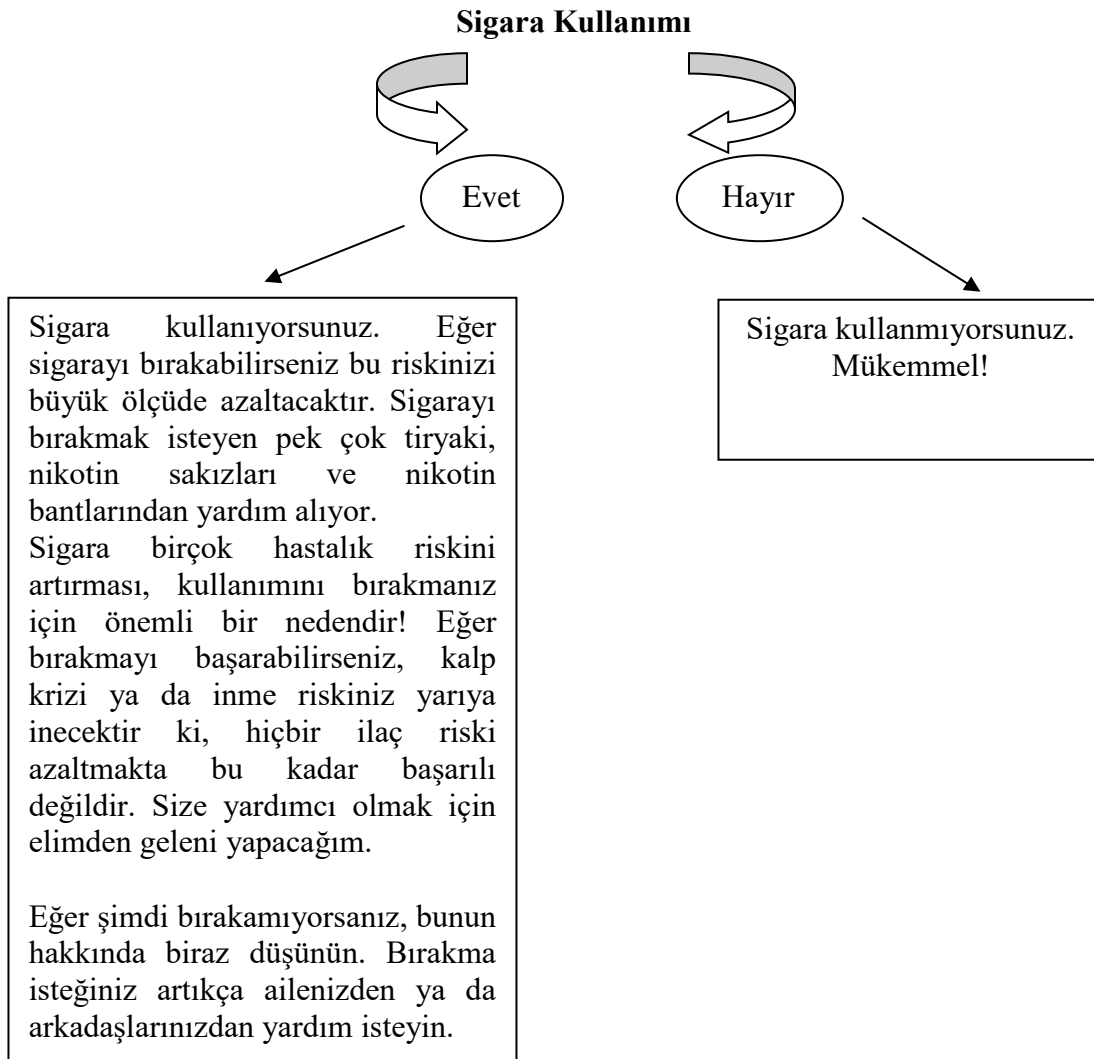 Sigara Kullanımı
Evet
Hayır
Sigara kullanıyorsunuz. Eğer
sigarayı bırakabilirseniz bu riskinizi
büyük ölçüde azaltacaktır. Sigarayı
bırakmak isteyen pek çok tiryaki,
nikotin sakızları ve nikotin
bantlarından yardım alıyor.
Sigara birçok hastalık riskini
artırması, kullanımını bırakmanız
için önemli bir nedendir! Eğer
bırakmayı başarabilirseniz, kalp
krizi ya da inme riskiniz yarıya
inecektir ki, hiçbir ilaç riski
azaltmakta bu kadar başarılı
değildir. Size yardımcı olmak için
elimden geleni yapacağım.
Eğer şimdi bırakamıyorsanız, bunun
hakkında biraz düşünün. Bırakma
isteğiniz artıkça ailenizden ya da
arkadaşlarınızdan yardım isteyin.
Sigara kullanmıyorsunuz.
Mükemmel!